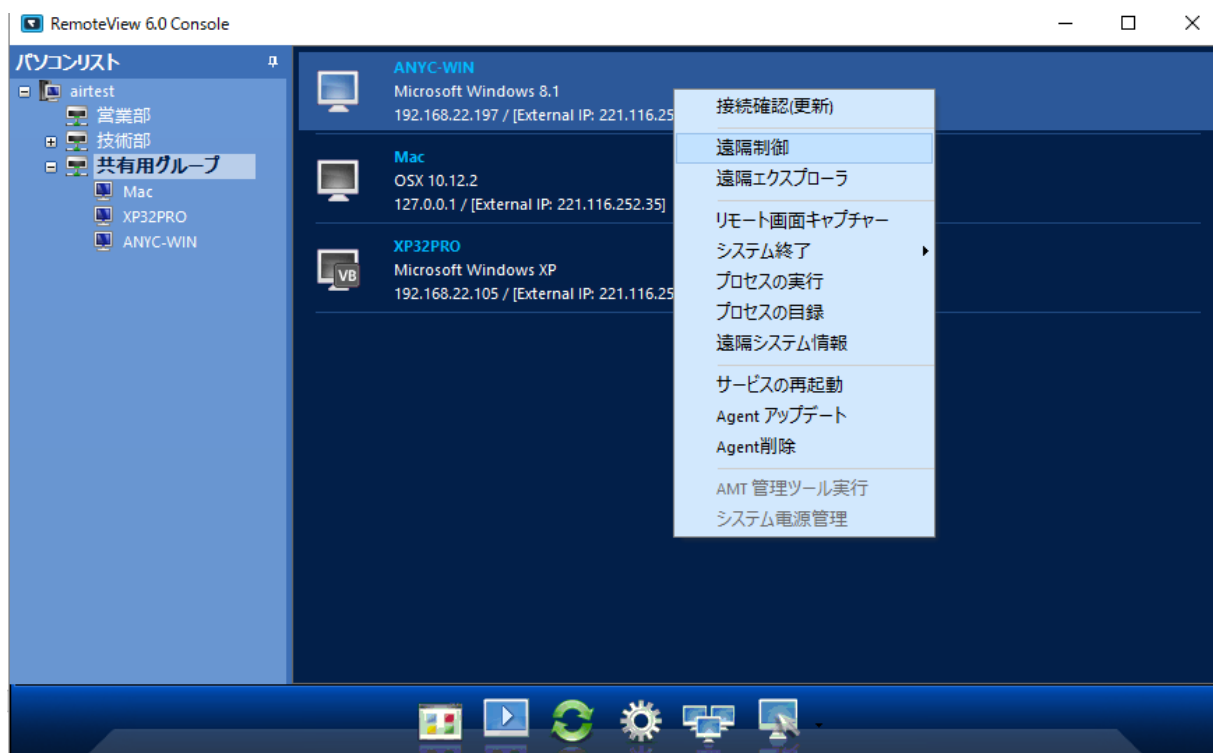 RemoteView 6.0 Console
パソコンリスト
airtest
営業部
技術部
共有用グループ
Mac
XP32PRO
ANYC-WIN
ANYC-WIN
Microsoft Windows 8.1
192.168.22.197 / [External IP: 221.116.25
Mac
OSX 10.12.2
127.0.0.1 / [External IP: 221.116.252.35]
XP32PRO
Microsoft Windows XP
192.168.22.105 / [External IP: 221.116.25
VB
接続確認(更新)
遠隔制御
遠隔エクスプローラ
リモート画面キャプチャー
システム終了
プロセスの実行
プロセスの目録
遠隔システム情報
サービスの再起動
Agent アップデート
Agent削除
AMT 管理ツール実行
システム電源管理